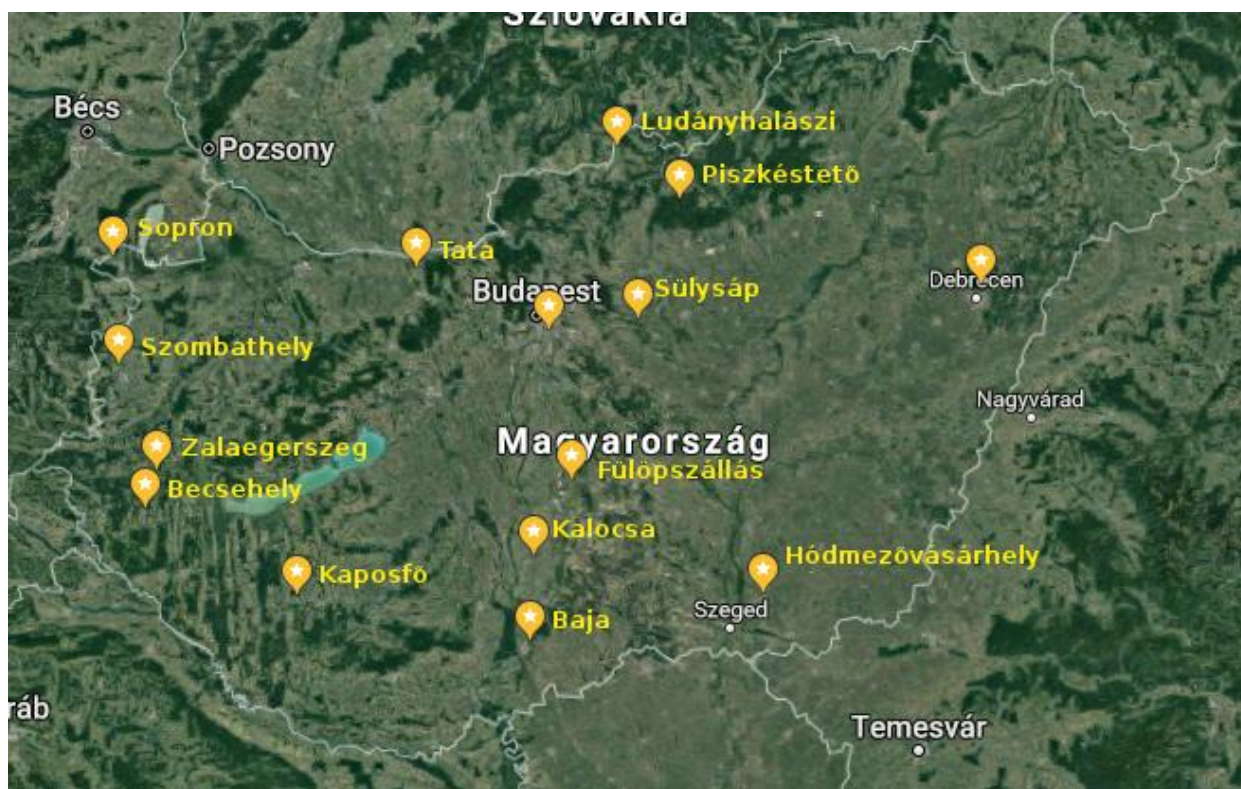 Szlovákia
Bécs
Pozsony
Ludányhalászi
Piszkéstető
Sopron
Tata
Budapest
Sülysáp
Debrecen
Szombathely
Nagyvárad
Magyarország
Zalaegerszeg
Fülöpszállás
Becsehely
Kalocsa
Hódmezővásárhely
Kaposfő
Szeged
Baja
ráb
Temesvár